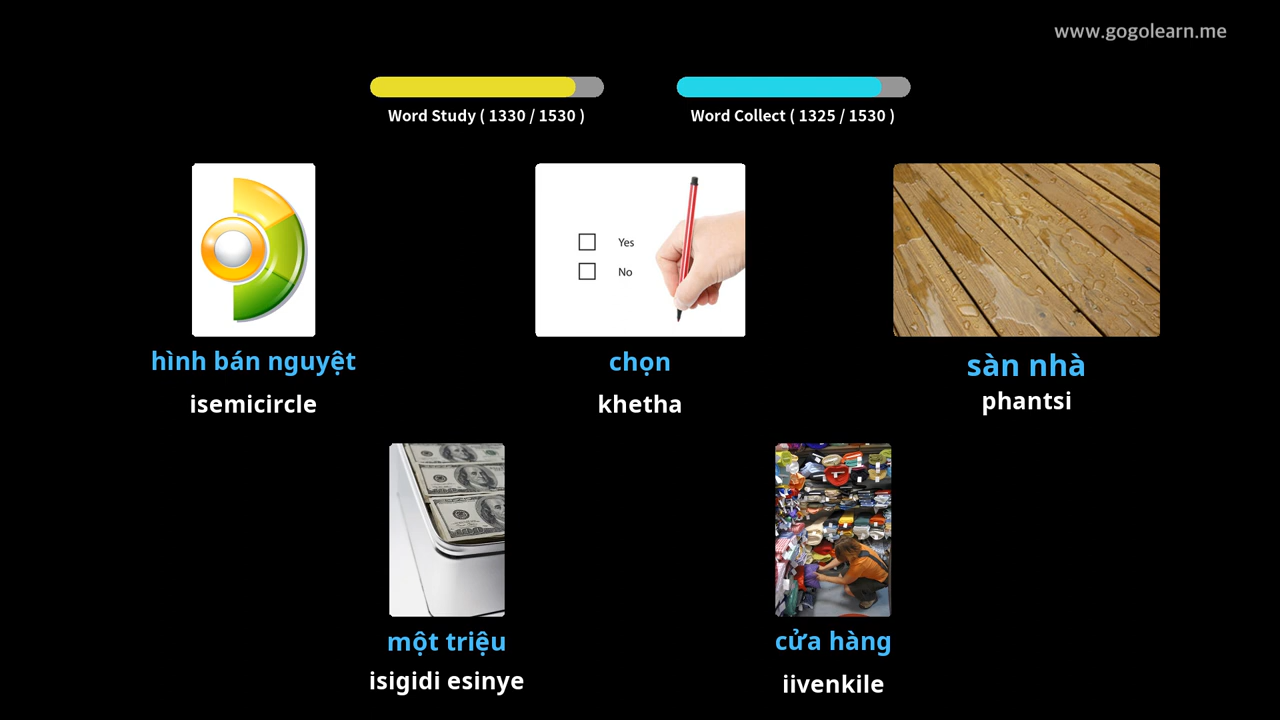 www.gogolearn.me
Word Study ( 1330 / 1530 )
Word Collect ( 1325 / 1530 )
Yes
No
hình bán nguyệt
isemicircle
chọn
khetha
sàn nhà
phantsi
một triệu
isigidi esinye
cửa hàng
iivenkile